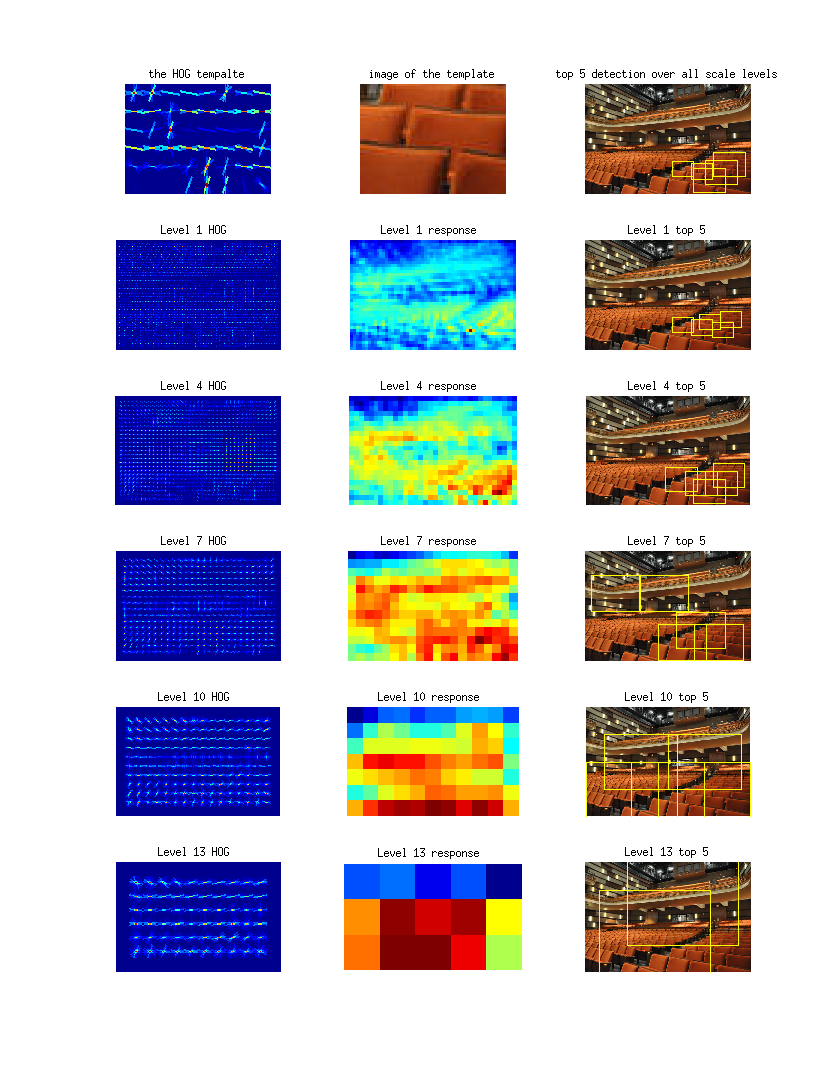 the HOG tempalte
image of the template
top 5 detection over all scale levels
Level 1 HOG
Level 1 response
Level 1 top 5
Level 4 HOG
Level 4 response
Level 4 top 5
Level 7 HOG
Level 7 response
Level 7 top 5
Level 10 HOG
Level 10 response
Level 10 top 5
Level 13 HOG
Level 13 response
Level 13 top 5